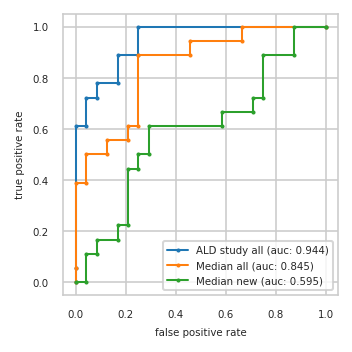 1.0
0.8
0.6
0.4
0.2
0.0
true positive rate
ALD study all (auc: 0.944)
Median all (auc: 0.845)
Median new (auc: 0.595)
0.0 0.2 0.4 0.6 0.8 1.0
false positive rate